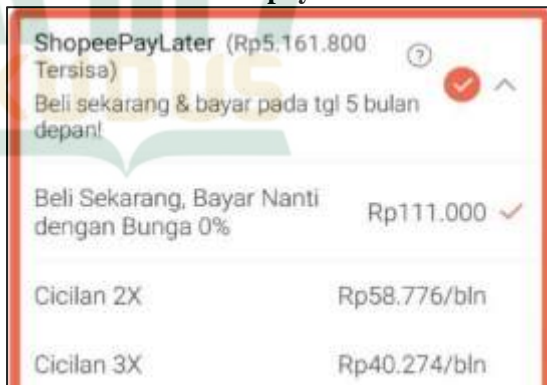 ShopeePayLater (Rp5.161.800
Tersisa)
Beli sekarang & bayar pada tgl 5 bulan
depan!
Beli Sekarang, Bayar Nanti
dengan Bunga 0%
Rp111.000
Cicilan 2X
Rp58.776/bln
Cicilan 3X
Rp40.274/bln